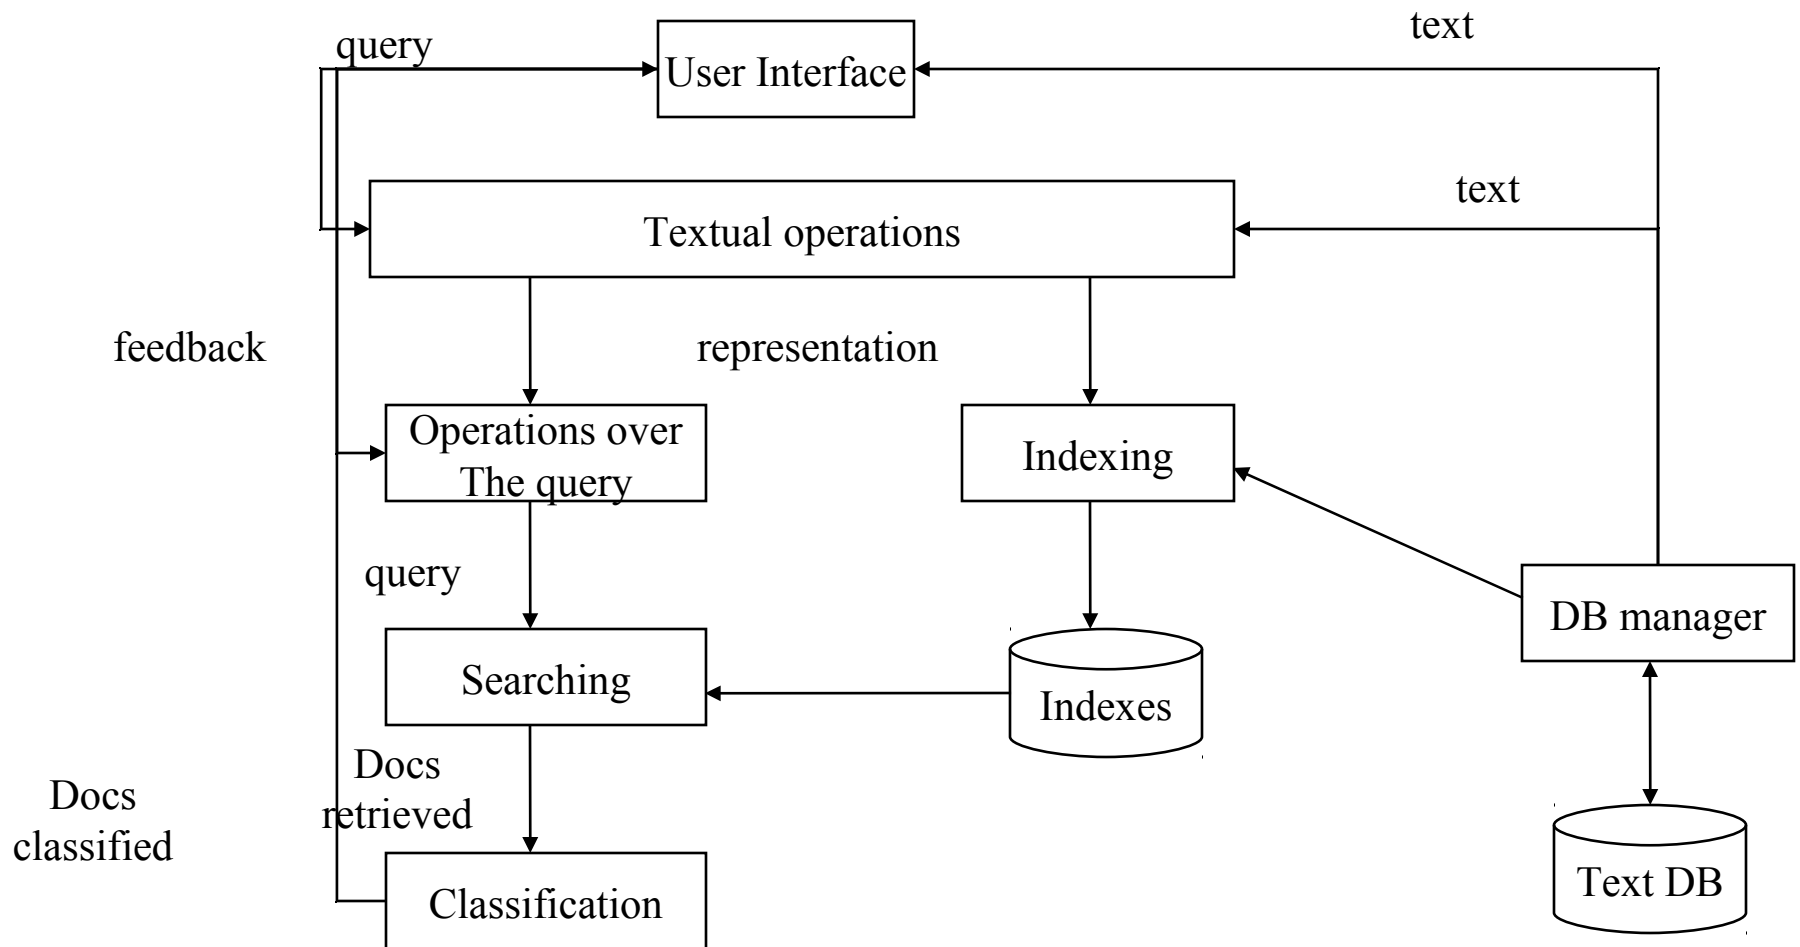 text
query
User Interface
text
Textual operations
feedback
representation
Operations over
The query
Indexing
query
DB manager
Searching
Indexes
Docs
retrieved
Docs
classified
Text DB
Classification